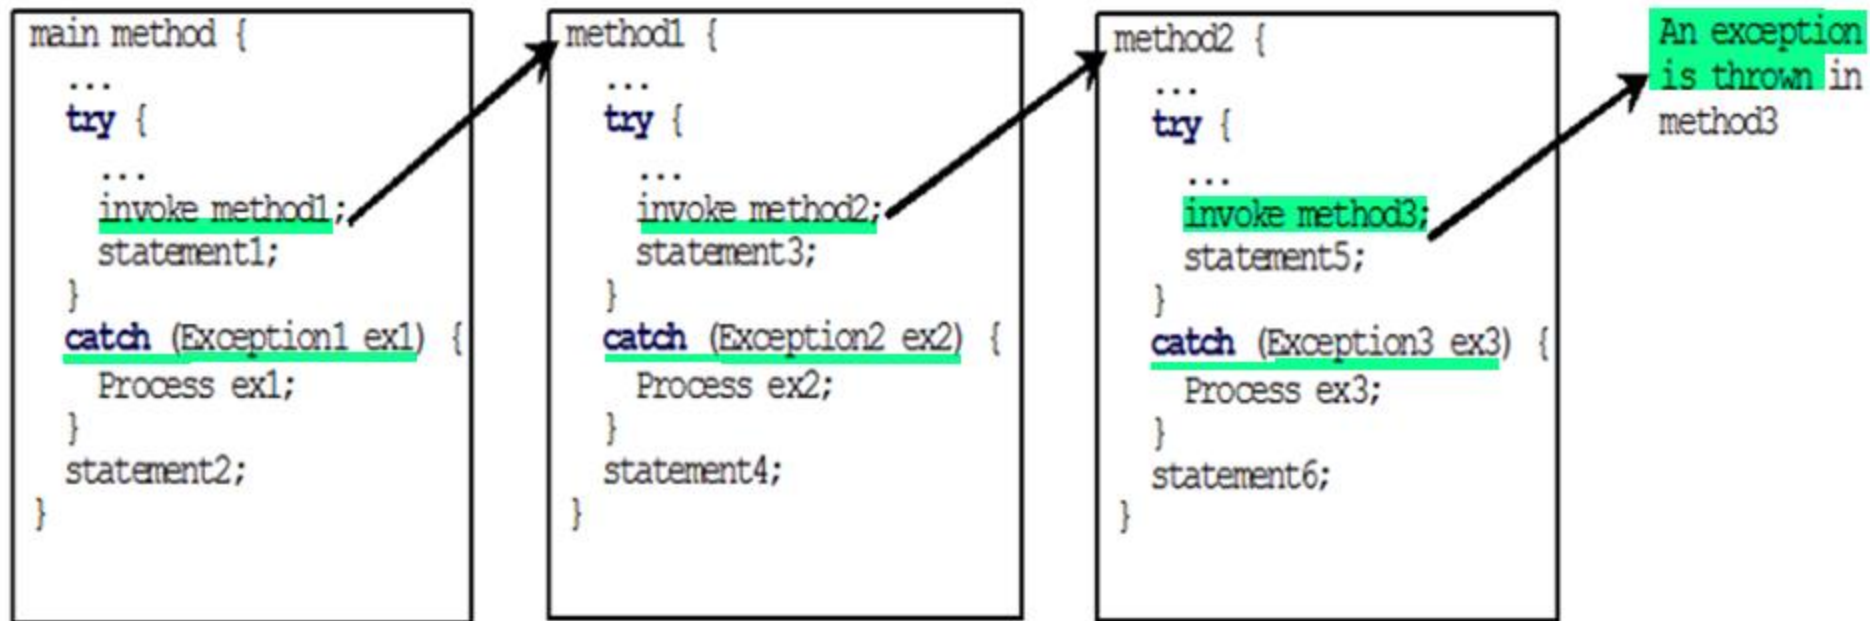 main method {
...
try {
...
invoke method1;
statement1;
}
catch (Exception1 ex1) {
Process ex1;
}
statement2;
}
method1 {
...
try {
...
invoke method2;
statement3;
}
catch (Exception2 ex2) {
Process ex2;
}
statement4;
}
method2 {
...
try {
...
invoke method3;
statement5;
}
catch (Exception3 ex3) {
Process ex3;
}
statement6;
}
An exception
is thrown in
method3